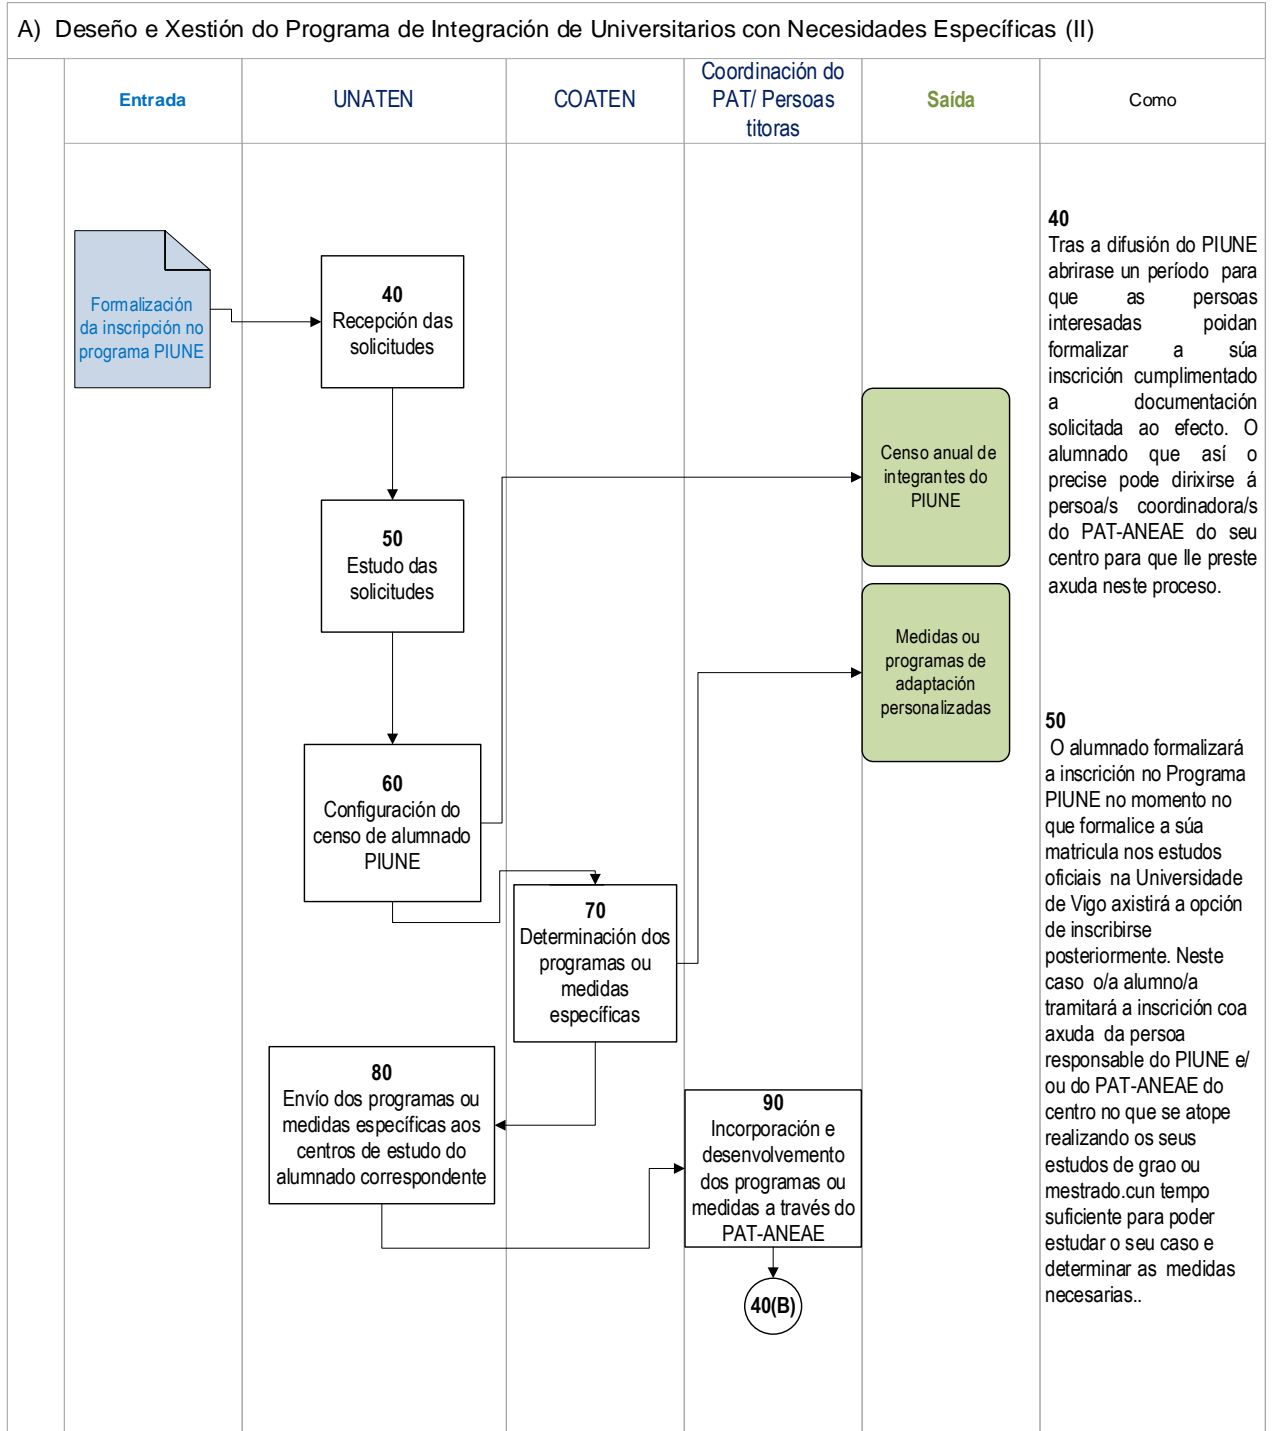 A) Deseño e Xestión do Programa de Integración de Universitarios con Necesidades Específicas (II)
Entrada
UNATEN
COATEN
Coordinación do
PAT/ Persoas
titoras
Saída
Como
Formalización
da inscripción no
programa PIUNE
40
Recepción das
solicitudes
50
Estudo das
solicitudes
60
Configuración do
censo de alumnado
PIUNE
70
Determinación dos
programas ou
medidas
específicas
80
Envío dos programas ou
medidas específicas aos
centros de estudo do
alumnado correspondente
90
Incorporación e
desenvolvemento
dos programas ou
medidas a través do
PAT-ANEAE
40(B)
Censo anual de
integrantes do
PIUNE
Medidas ou
programas de
adaptación
personalizadas
40
Tras a difusión do PIUNE
abrirase un período para
que as persoas
interesadas poidan
formalizar a súa
inscrición cumplimentado
a documentación
solicitada ao efecto. O
alumnado que así o
precise pode dirixirse á
persoa/s coordinadora/s
do PAT-ANEAE do seu
centro para que lle preste
axuda neste proceso.
50
O alumnado formalizará
a inscrición no Programa
PIUNE no momento no
que formalice a súa
matricula nos estudos
oficiais na Universidade
de Vigo axistirá a opción
de inscribirse
posteriormente. Neste
caso o/a alumno/a
tramitará a inscrición coa
axuda da persoa
responsable do PIUNE e/
ou do PAT-ANEAE do
centro no que se atope
realizando os seus
estudos de grao ou
mestrado.cun tempo
suficiente para poder
estudar o seu caso e
determinar as medidas
necesarias..